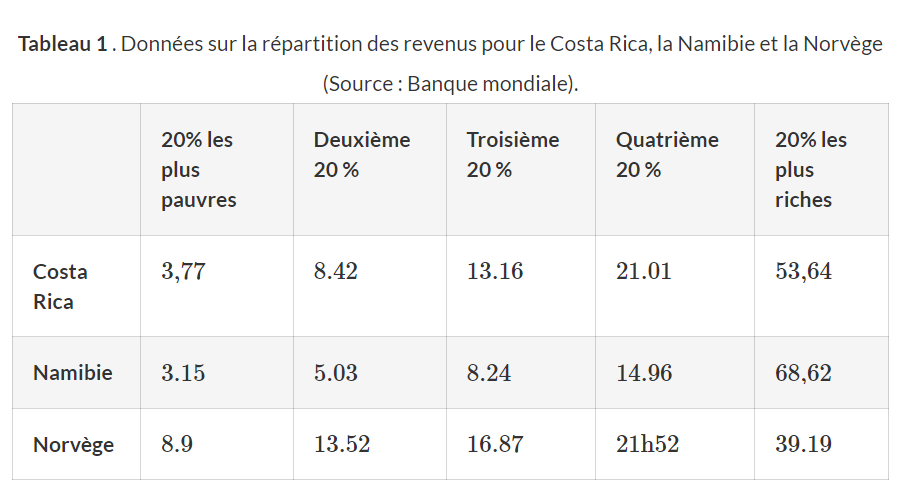 Tableau 1 . Données sur la répartition des revenus pour le Costa Rica, la Namibie et la Norvège
(Source : Banque mondiale).
20% les plus pauvres
Deuxième 20 %
Troisième 20 %
Quatrième 20 %
20% les plus riches
Costa Rica
3,77
8.42
13.16
21.01
53,64
Namibie
3.15
5.03
8.24
14.96
68,62
Norvège
8.9
13.52
16.87
21h52
39.19